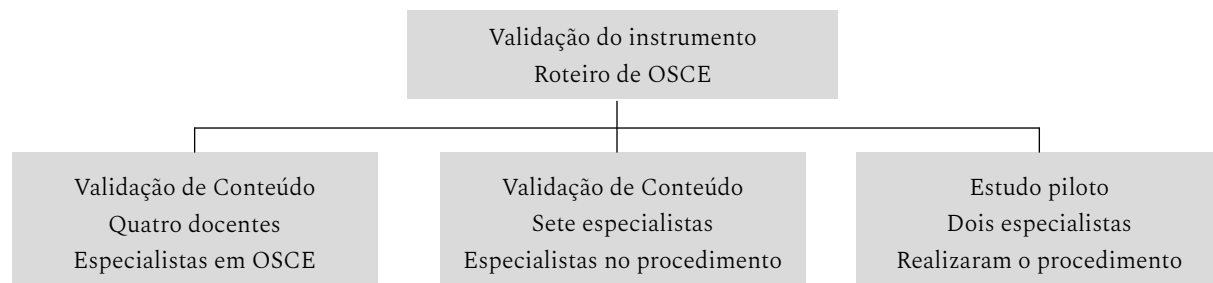 Validação do instrumento
Roteiro de OSCE
Validação de Conteúdo
Quatro docentes
Especialistas em OSCE
Validação de Conteúdo
Sete especialistas
Especialistas no procedimento
Estudo piloto
Dois especialistas
Realizaram o procedimento